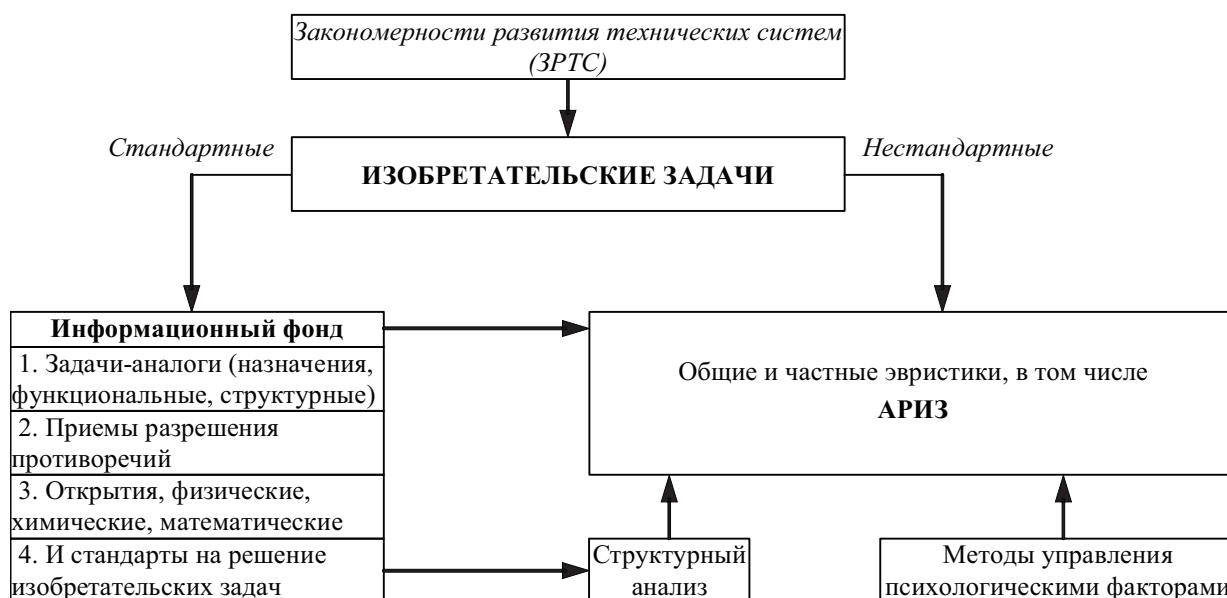 Закономерности развития технических систем
(ЗРТС)
Стандартные
Нестандартные
ИЗОБРЕТАТЕЛЬСКИЕ ЗАДАЧИ
Информационный фонд
1. Задачи-аналоги (назначения,
функциональные, структурные)
2. Приемы разрешения
противоречий
3. Открытия, физические,
химические, математические
4. И стандарты на решение
изобретательских задач
Общие и частные эвристики, в том числе
АРИЗ
Структурный
анализ
Методы управления
психологическими факторами